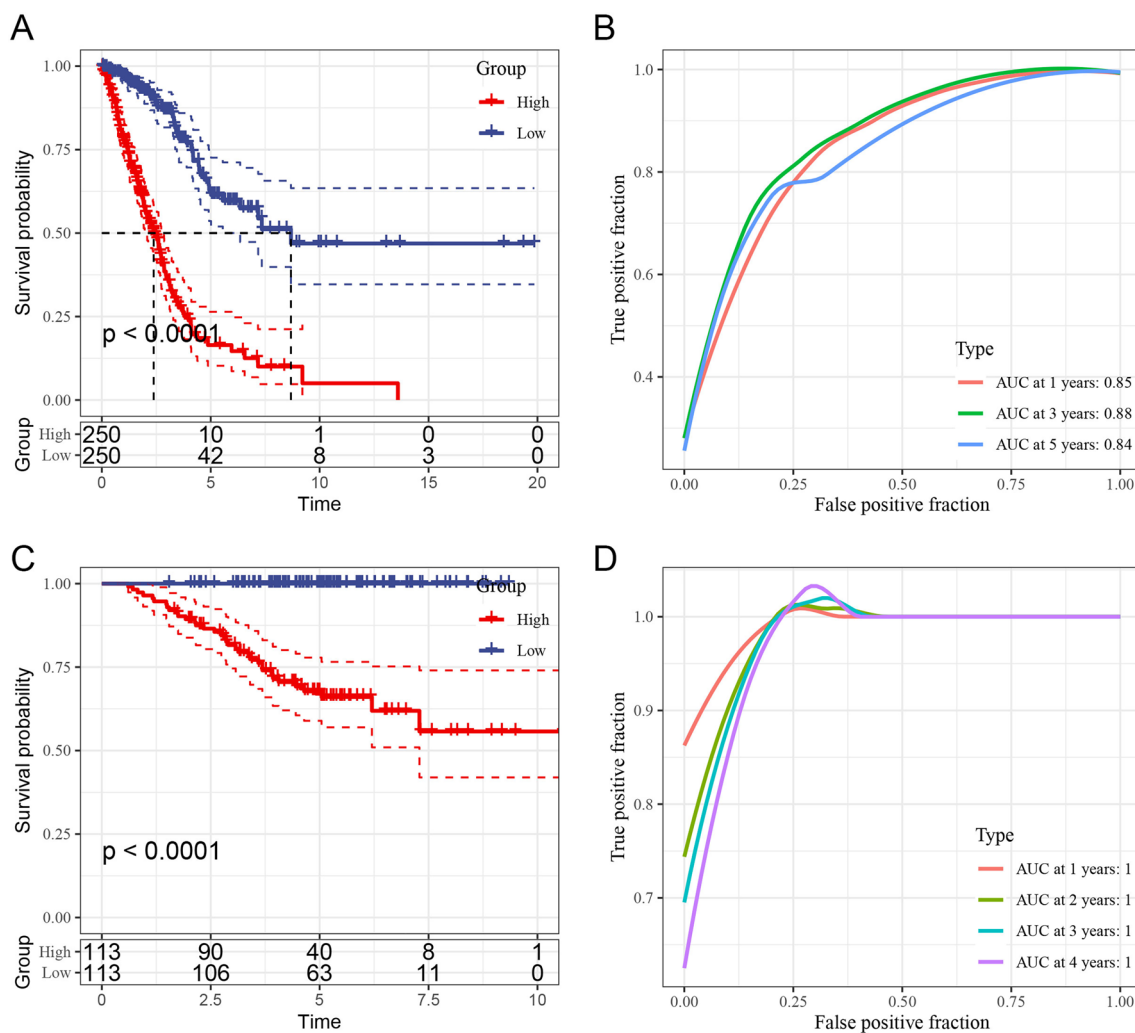 A
Survival probability
1.00
0.75
0.50
0.25
0.00
Group
High
Low
p < 0.0001
Group
High 250 10 1 0 0
Low 250 42 8 3 0
0 5 10 15 20
Time
B
True positive fraction
1.0
0.8
0.6
0.4
Type
AUC at 1 years: 0.85
AUC at 3 years: 0.88
AUC at 5 years: 0.84
0.00 0.25 0.50 0.75 1.00
False positive fraction
C
Survival probability
1.00
0.75
0.50
0.25
0.00
Group
High
Low
p < 0.0001
Group
High 113 90 40 8 1
Low 113 106 63 11 0
0 2.5 5.0 7.5 10
Time
D
True positive fraction
1.0
0.9
0.8
0.7
Type
AUC at 1 years: 1
AUC at 2 years: 1
AUC at 3 years: 1
AUC at 4 years: 1
0.00 0.25 0.50 0.75 1.00
False positive fraction